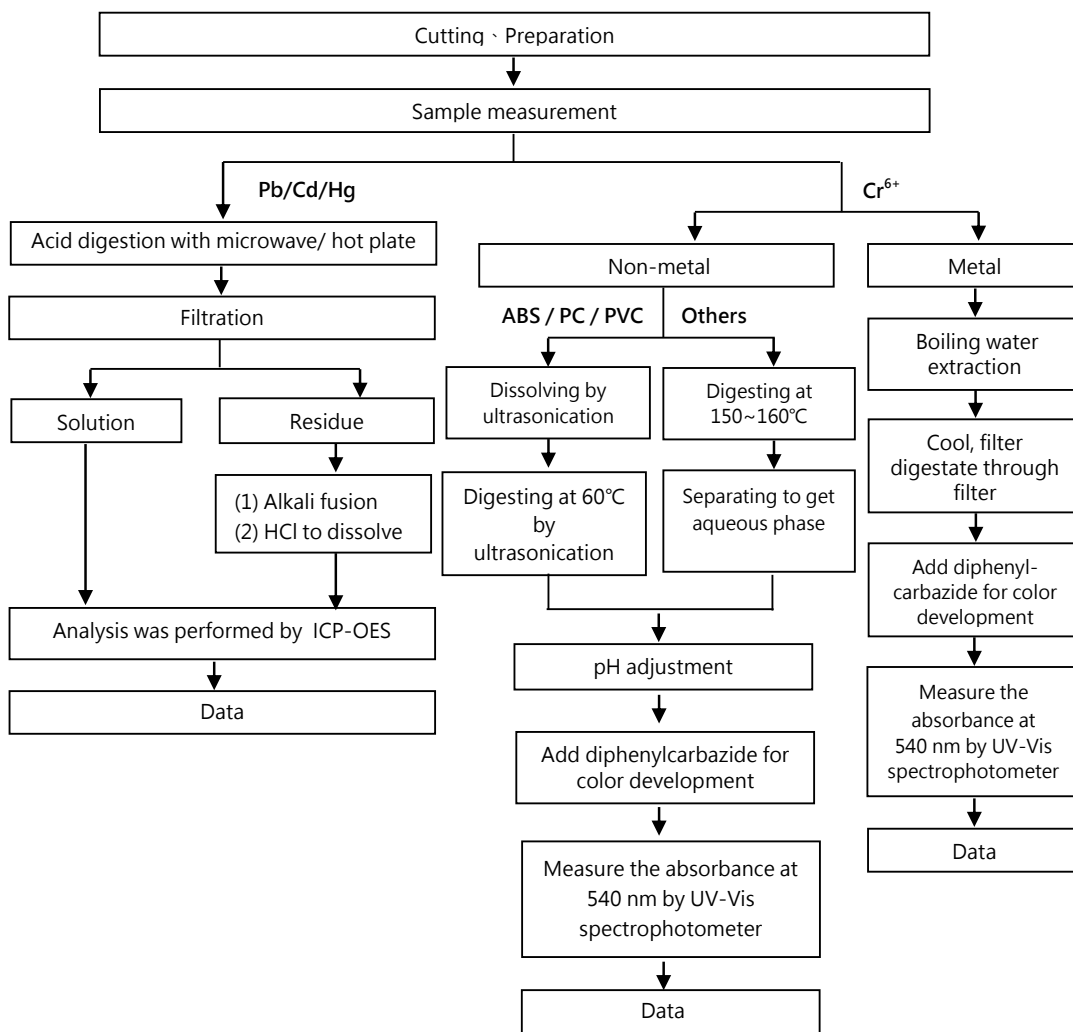 Cutting、Preparation
Sample measurement
Pb/Cd/Hg
Acid digestion with microwave/ hot plate
Filtration
Solution
Residue
(1) Alkali fusion
(2) HCl to dissolve
Analysis was performed by ICP-OES
Data
Cr⁶⁺
Non-metal
ABS / PC / PVC
Dissolving by
ultrasonication
Digesting at 60℃
by
ultrasonication
Others
Digesting at
150~160℃
Separating to get
aqueous phase
pH adjustment
Add diphenylcarbazide for
color development
Measure the absorbance at
540 nm by UV-Vis
spectrophotometer
Data
Metal
Boiling water
extraction
Cool, filter
digestate through
filter
Add diphenyl-
carbazide for color
development
Measure the
absorbance at
540 nm by UV-Vis
spectrophotometer
Data